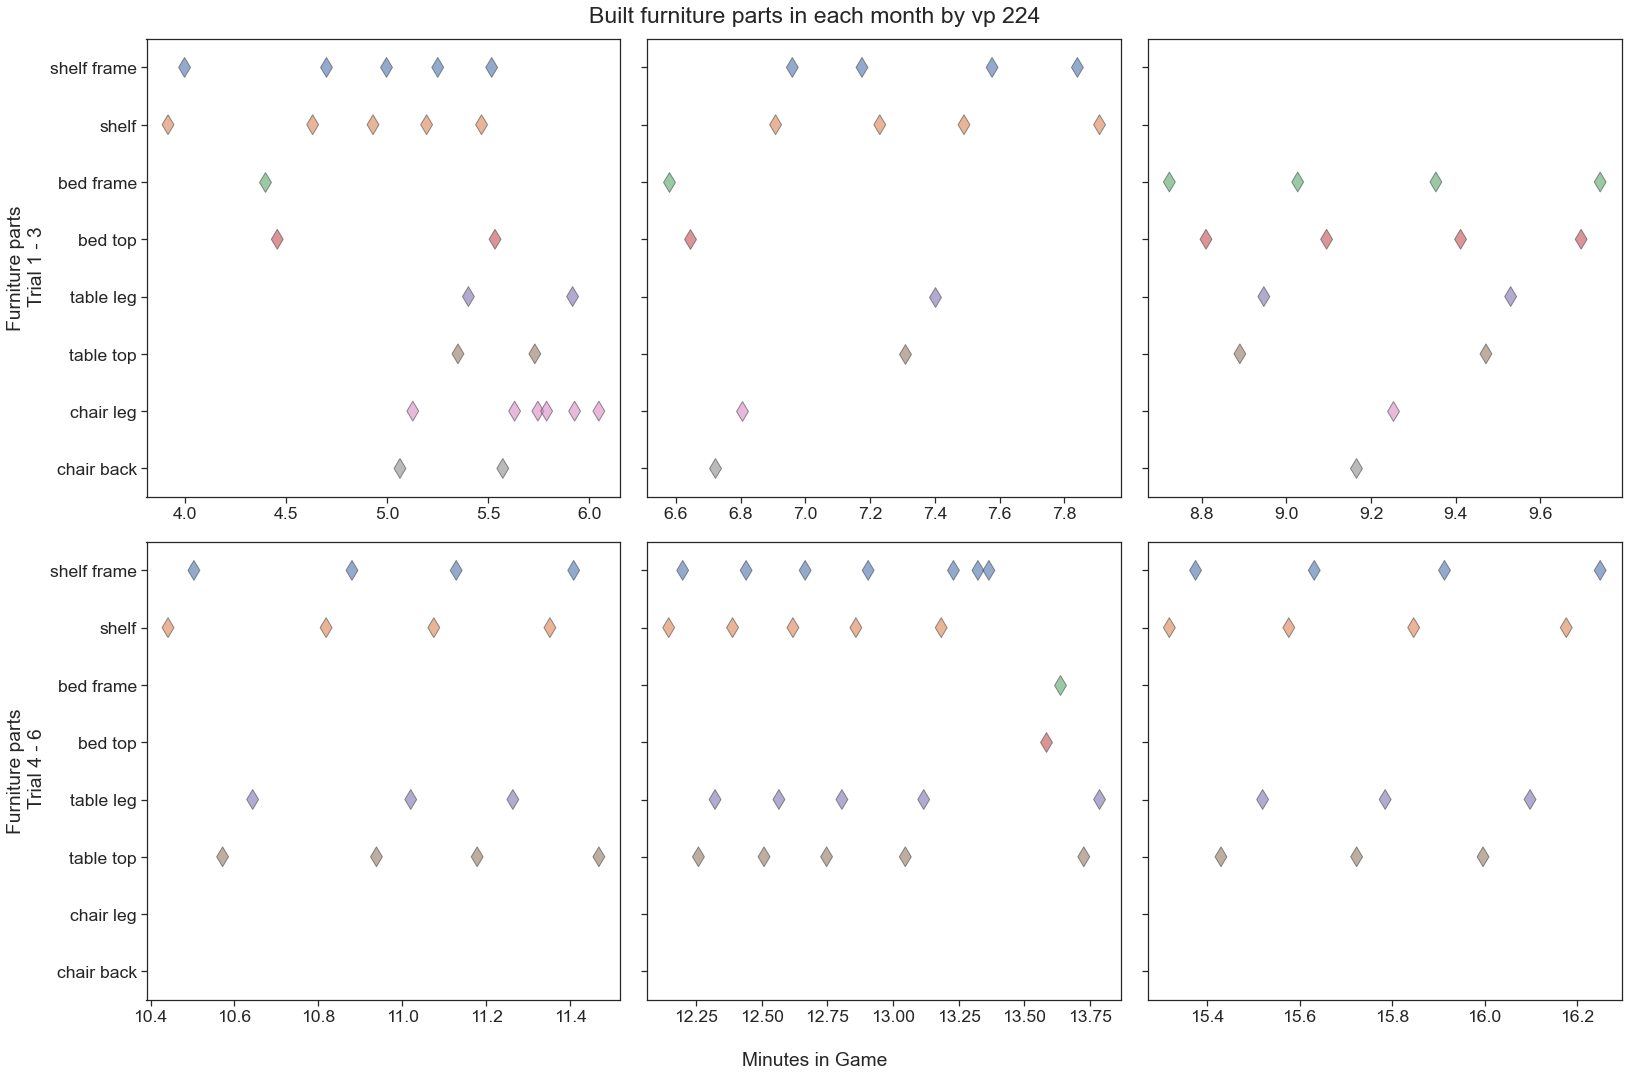 Built furniture parts in each month by vp 224
Furniture parts
Trial 1 - 3
shelf frame
shelf
bed frame
bed top
table leg
table top
chair leg
chair back
4.0 4.5 5.0 5.5 6.0
6.6 6.8 7.0 7.2 7.4 7.6 7.8
8.8 9.0 9.2 9.4 9.6
Furniture parts
Trial 4 - 6
shelf frame
shelf
bed frame
bed top
table leg
table top
chair leg
chair back
10.4 10.6 10.8 11.0 11.2 11.4
12.25 12.50 12.75 13.00 13.25 13.50 13.75
15.4 15.6 15.8 16.0 16.2
Minutes in Game